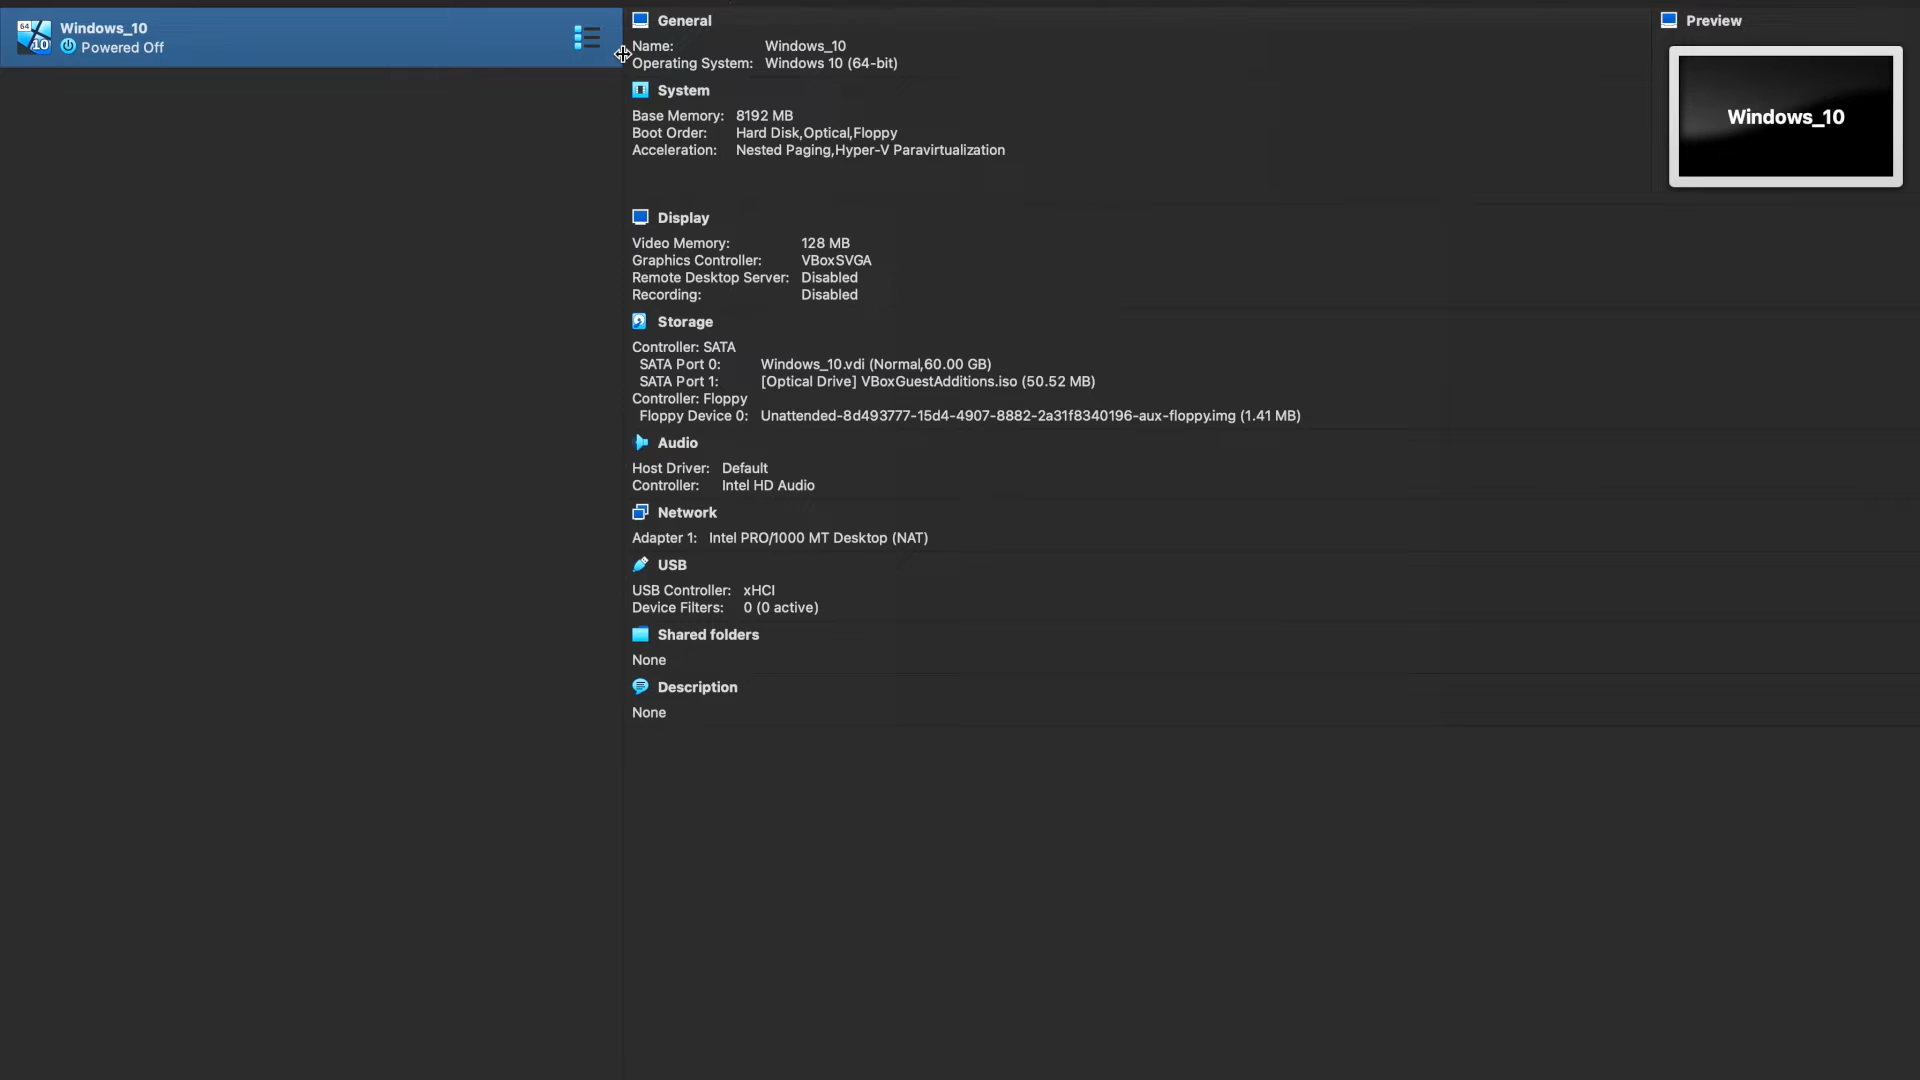 64
10
Windows_10
Powered Off
General
Name: Windows_10
Operating System: Windows 10 (64-bit)
System
Base Memory: 8192 MB
Boot Order: Hard Disk,Optical,Floppy
Acceleration: Nested Paging,Hyper-V Paravirtualization
Preview
Windows_10
Display
Video Memory: 128 MB
Graphics Controller: VBoxSVGA
Remote Desktop Server: Disabled
Recording: Disabled
Storage
Controller: SATA
SATA Port 0: Windows_10.vdi (Normal,60.00 GB)
SATA Port 1: [Optical Drive] VBoxGuestAdditions.iso (50.52 MB)
Controller: Floppy
Floppy Device 0: Unattended-8d493777-15d4-4907-8882-2a31f8340196-aux-floppy.img (1.41 MB)
Audio
Host Driver: Default
Controller: Intel HD Audio
Network
Adapter 1: Intel PRO/1000 MT Desktop (NAT)
USB
USB Controller: xHCI
Device Filters: 0 (0 active)
Shared folders
None
Description
None